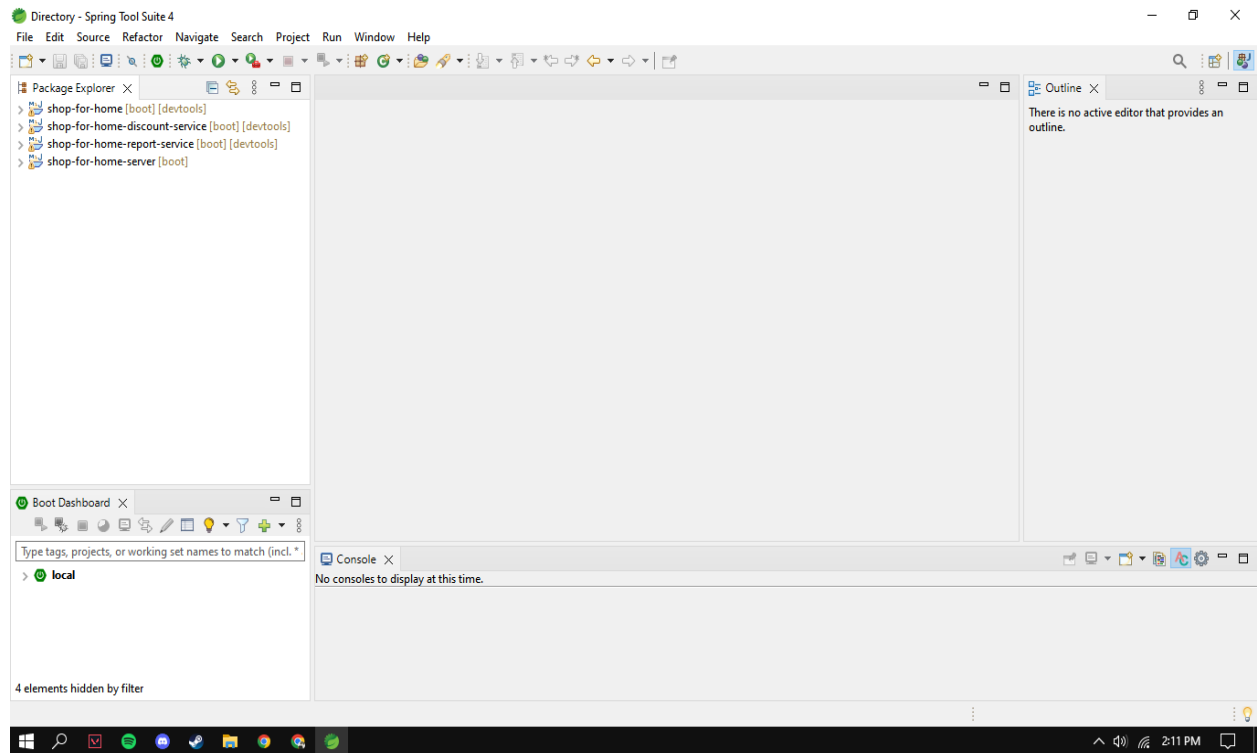 Directory - Spring Tool Suite 4
File Edit Source Refactor Navigate Search Project Run Window Help
Package Explorer
shop-for-home [boot] [devtools]
shop-for-home-discount-service [boot] [devtools]
shop-for-home-report-service [boot] [devtools]
shop-for-home-server [boot]
Outline
There is no active editor that provides an
outline.
Boot Dashboard
Type tags, projects, or working set names to match (incl. *
local
4 elements hidden by filter
Console
No consoles to display at this time.
2:11 PM